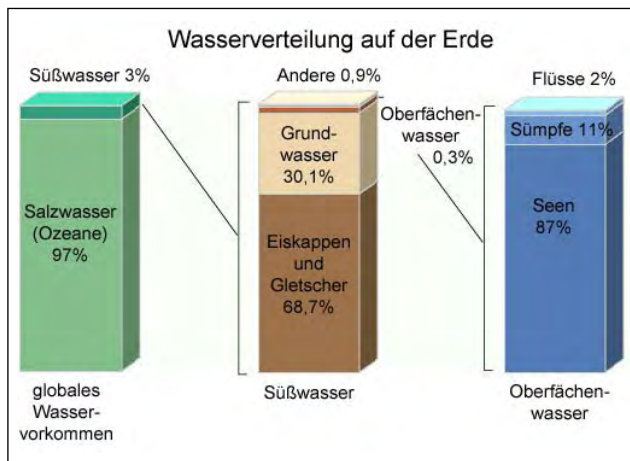 Wasserverteilung auf der Erde
Süßwasser 3%
Salzwasser
(Ozeane)
97%
globales
Wasser-
vorkommen
Andere 0,9%
Grund-
wasser
30,1%
Eiskappen
und
Gletscher
68,7%
Süßwasser
Oberfächen-
wasser
0,3%
Flüsse 2%
Sümpfe 11%
Seen
87%
Oberfächen-
wasser